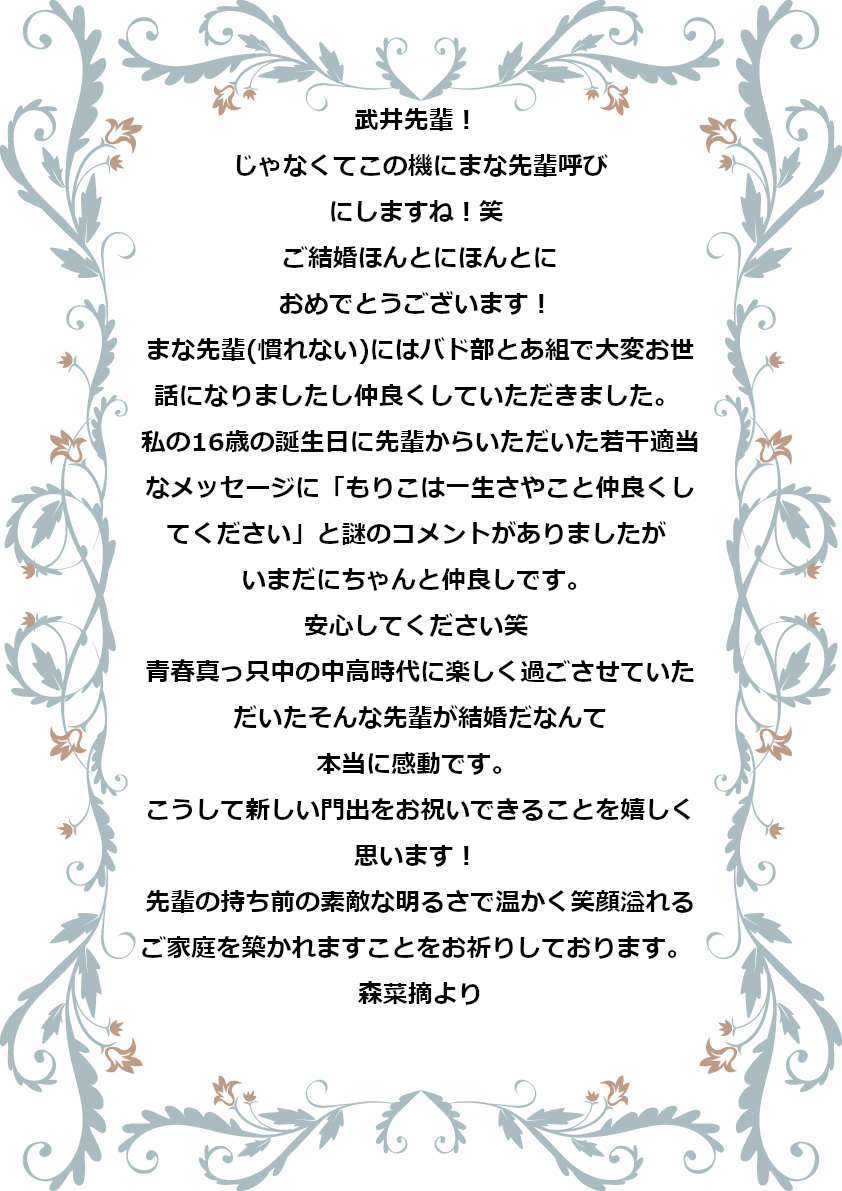 武井先輩！
じゃなくてこの機にまな先輩呼び
にしますね！笑
ご結婚ほんとにほんとに
おめでとうございます！
まな先輩(慣れない)にはバド部とあ組で大変お世
話になりましたし仲良くしていただきました。
私の16歳の誕生日に先輩からいただいた若干適当
なメッセージに「もりこは一生さやこと仲良くし
てください」と謎のコメントがありましたが
いまだにちゃんと仲良しです。
安心してください笑
青春真っ只中の中高時代に楽しく過ごさせていた
だいたそんな先輩が結婚だなんて
本当に感動です。
こうして新しい門出をお祝いできることを嬉しく
思います！
先輩の持ち前の素敵な明るさで温かく笑顔溢れる
ご家庭を築かれますことをお祈りしております。
森菜摘より